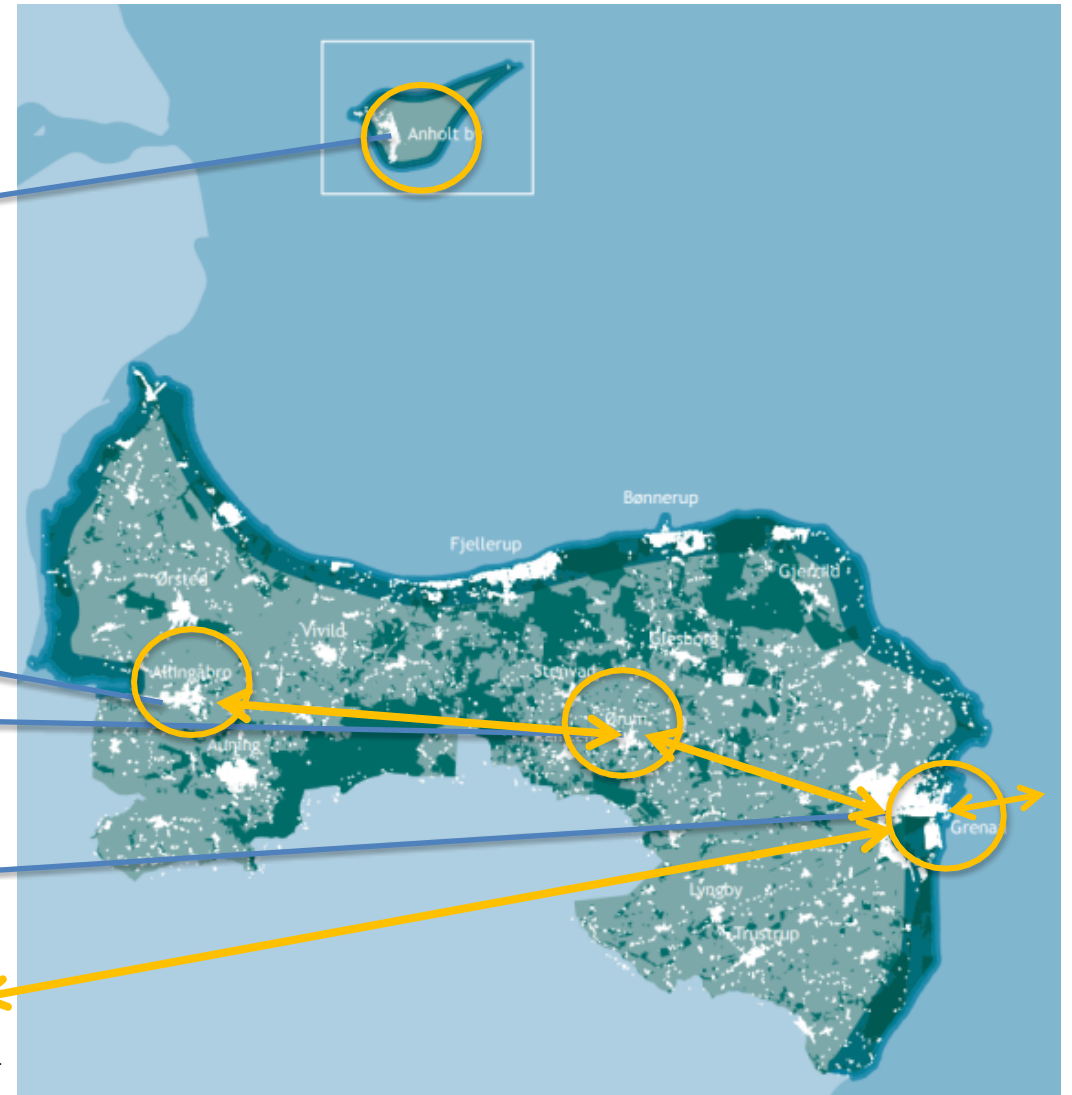 Anholt by
Bønnerup
Fjellerup
Gjerrild
Ørsted
Vivild
Glesborg
Stenvad
Allingåbro
Ørum
Auning
Grenaa
Lyngby
Trustrup